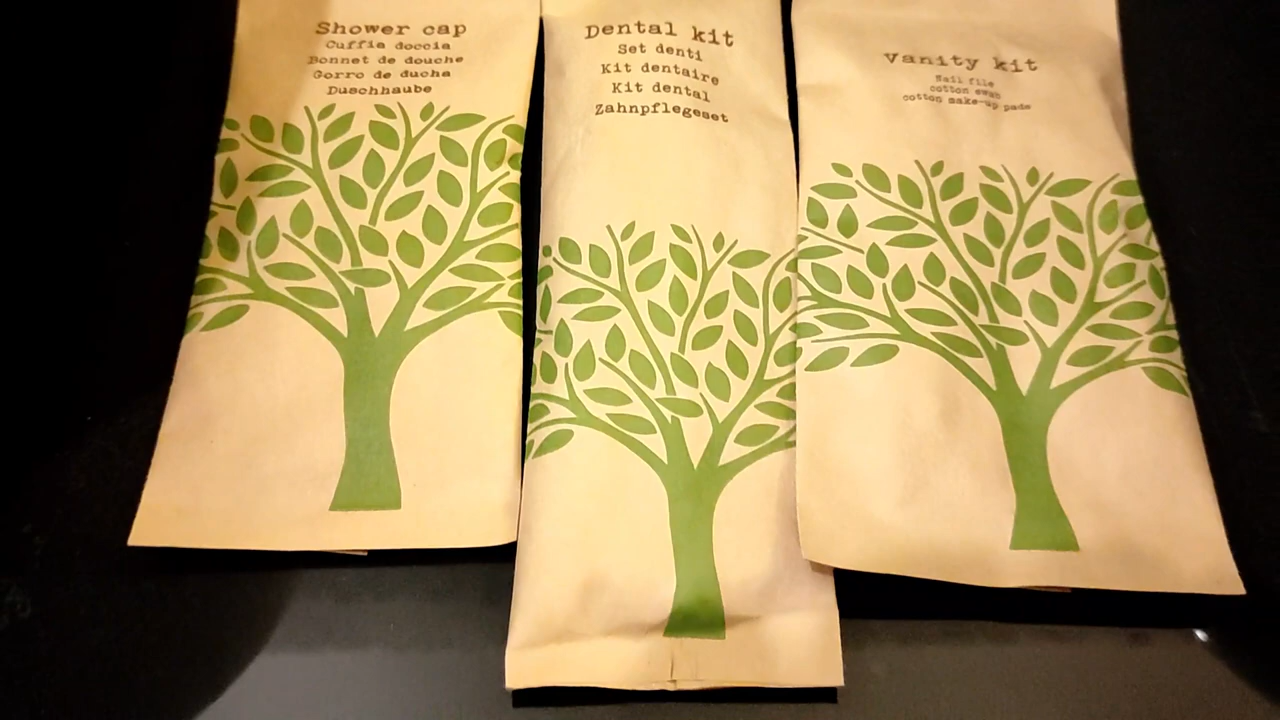 Shower cap
Cuffia doccia
Bonnet de douche
Gorro de ducha
Duschhaube
Dental kit
Set denti
Kit dentaire
Kit dental
Zahnpflegeset
Vanity kit
Nail file
cotton swab
cotton make-up pads